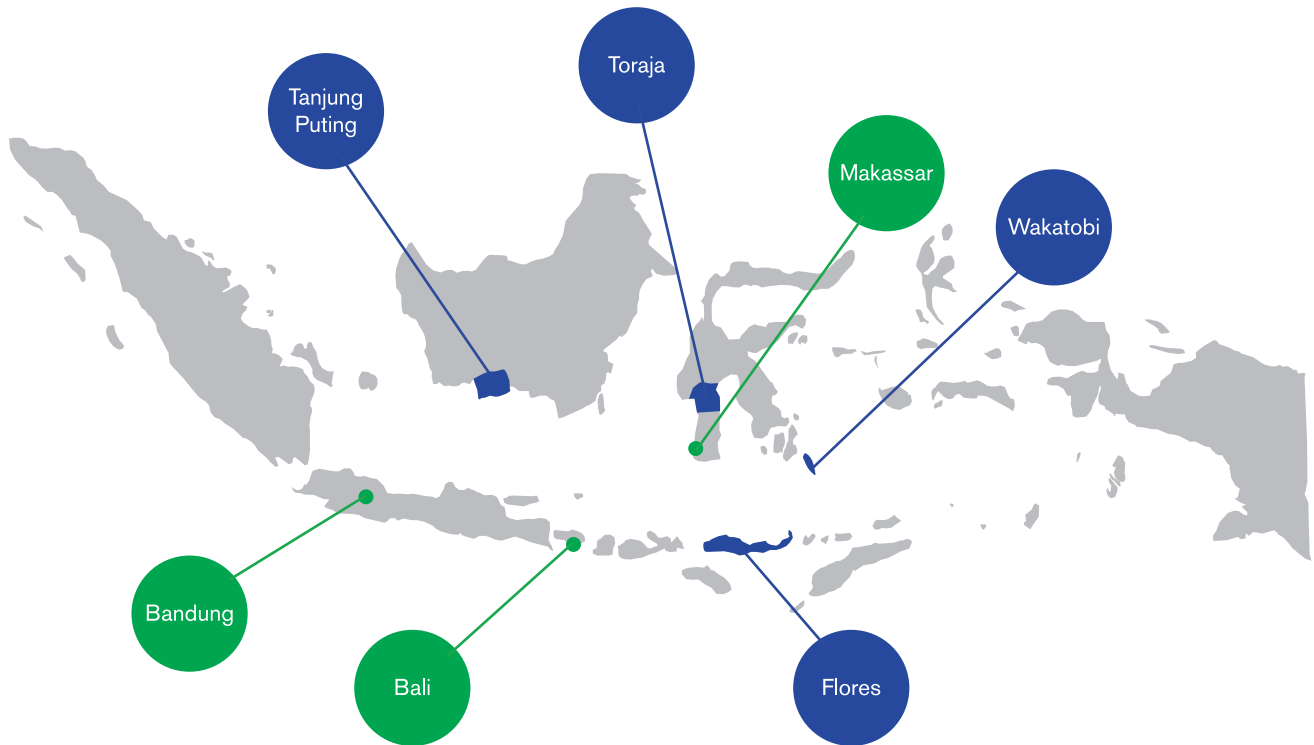 Toraja
Tanjung
Puting
Makassar
Wakatobi
Bandung
Bali
Flores